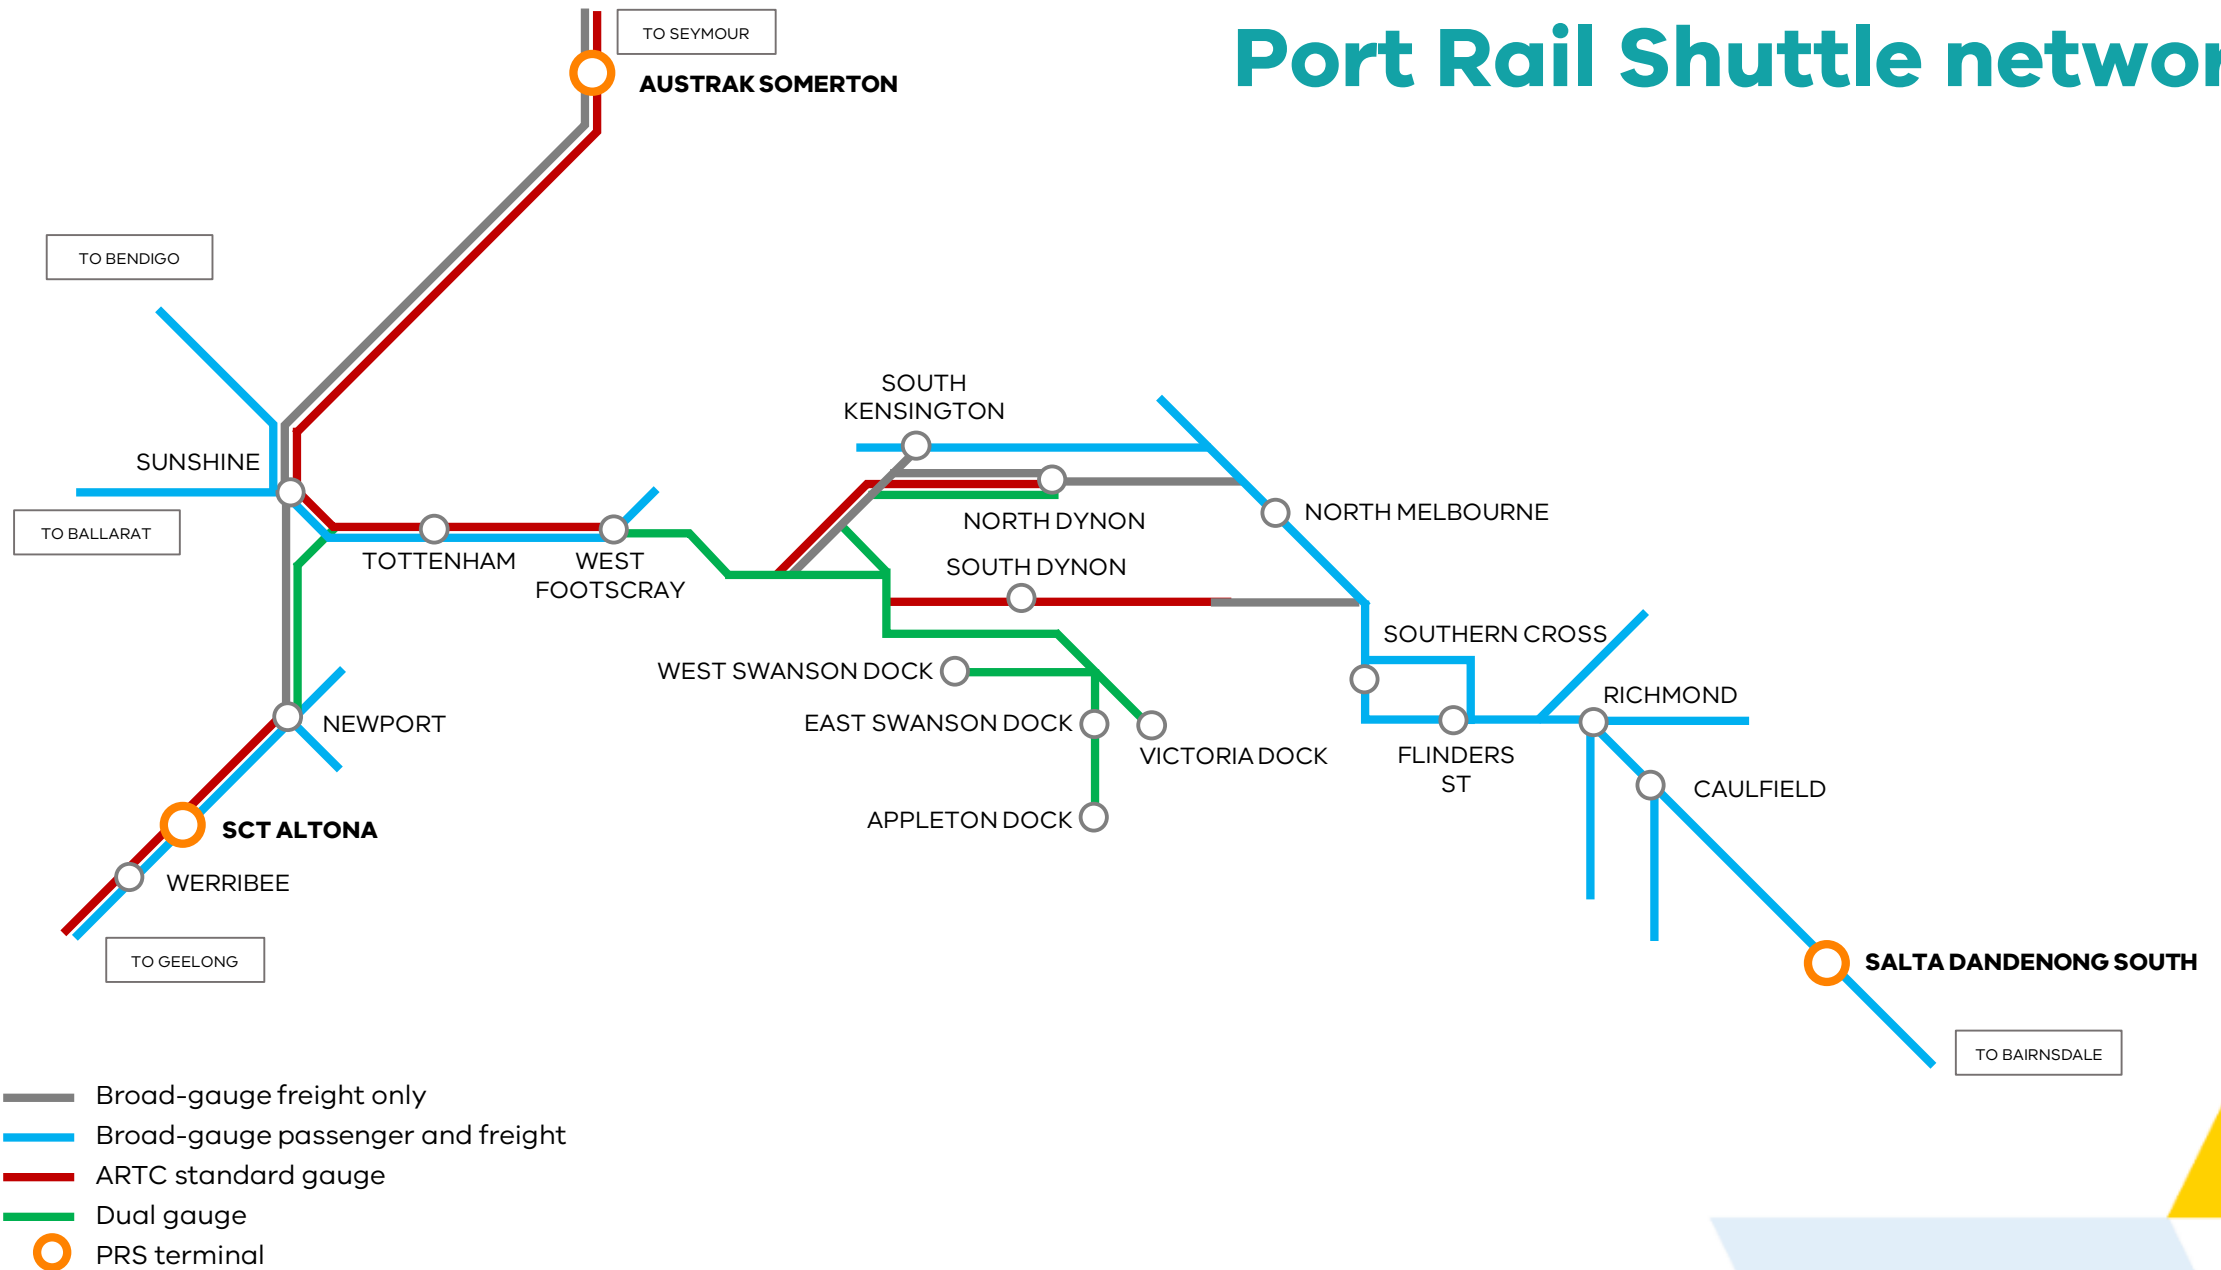 Port Rail Shuttle networ
TO SEYMOUR
AUSTRAK SOMERTON
TO BENDIGO
SOUTH
KENSINGTON
SUNSHINE
TO BALLARAT
TOTTENHAM
WEST
FOOTSCRAY
NORTH DYNON
NORTH MELBOURNE
SOUTH DYNON
SOUTHERN CROSS
WEST SWANSON DOCK
RICHMOND
NEWPORT
EAST SWANSON DOCK
VICTORIA DOCK
FLINDERS
ST
CAULFIELD
APPLETON DOCK
SCT ALTONA
WERRIBEE
TO GEELONG
SALTA DANDENONG SOUTH
TO BAIRNSDALE
Broad-gauge freight only
Broad-gauge passenger and freight
ARTC standard gauge
Dual gauge
PRS terminal